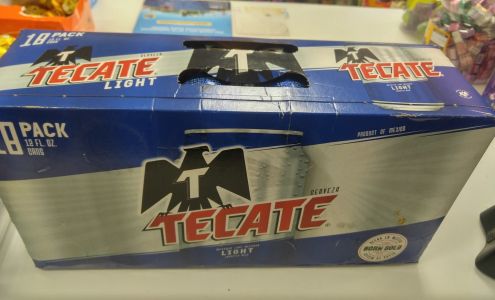 18 PACK
CERVEZA
TECATE
LIGHT
TECATE
LIGHT
18 PACK
12 FL. OZ.
CANS
PRODUCT OF MEXICO
T
CERVEZA
TECATE
LIGHT
BORN BOLD